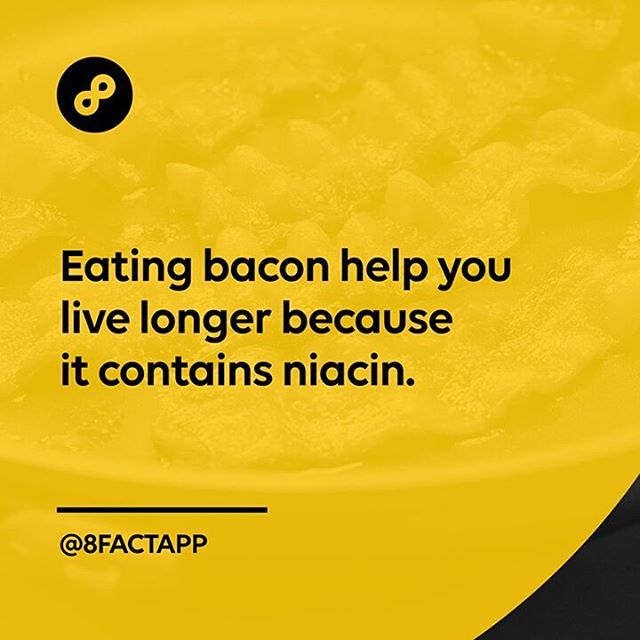 Eating bacon help you
live longer because
it contains niacin.
@8FACTAPP